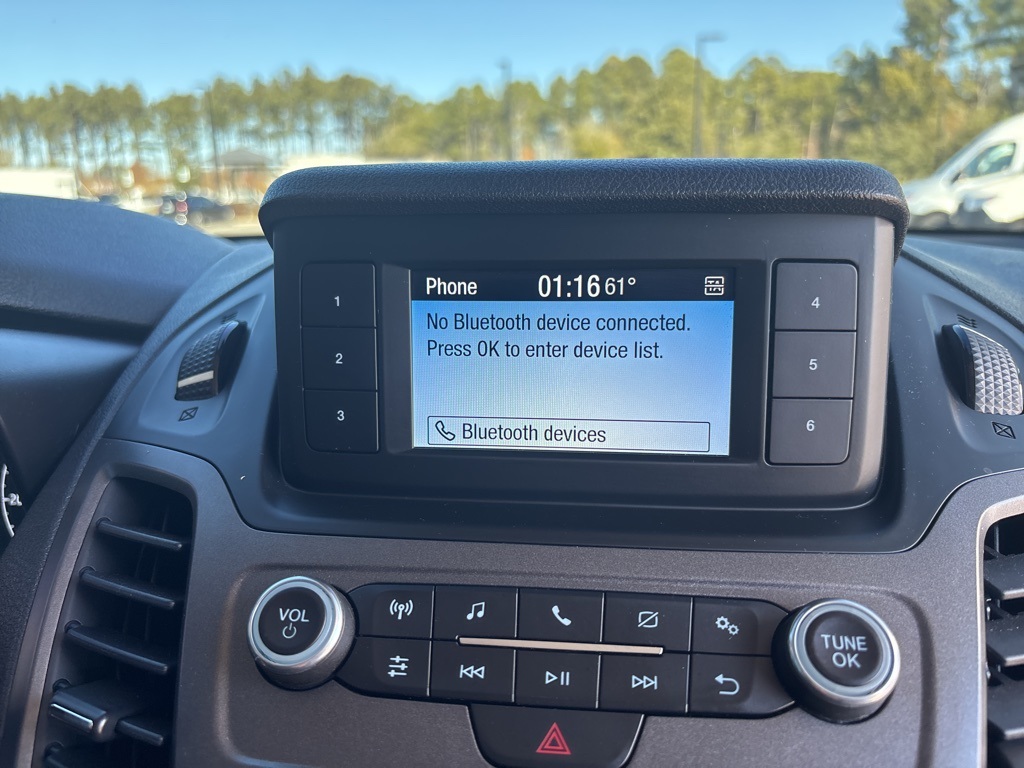 Phone 01:16 61° TA
No Bluetooth device connected.
Press OK to enter device list.
Bluetooth devices
1
2
3
4
5
6
VOL
TUNE
OK